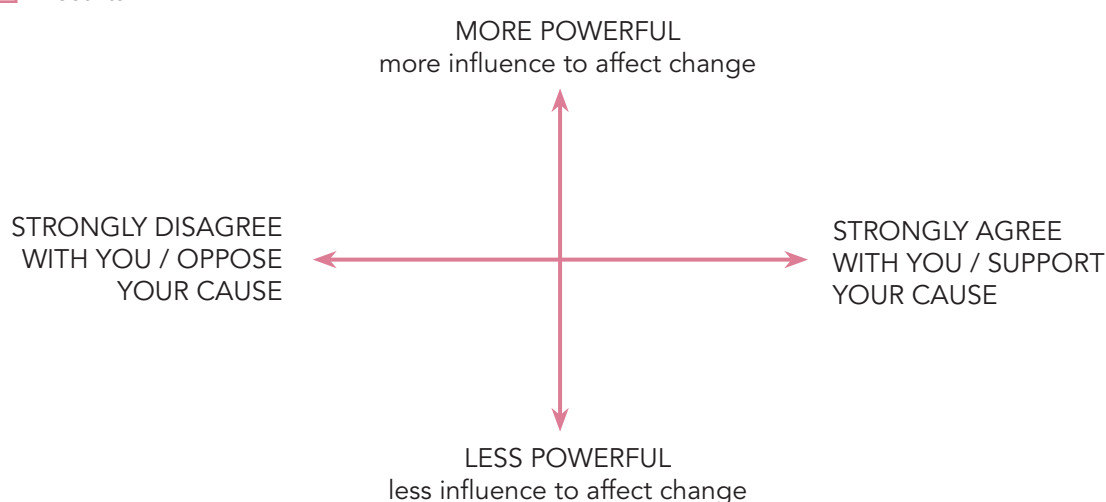 MORE POWERFUL
more influence to affect change
STRONGLY DISAGREE
WITH YOU / OPPOSE
YOUR CAUSE
STRONGLY AGREE
WITH YOU / SUPPORT
YOUR CAUSE
LESS POWERFUL
less influence to affect change